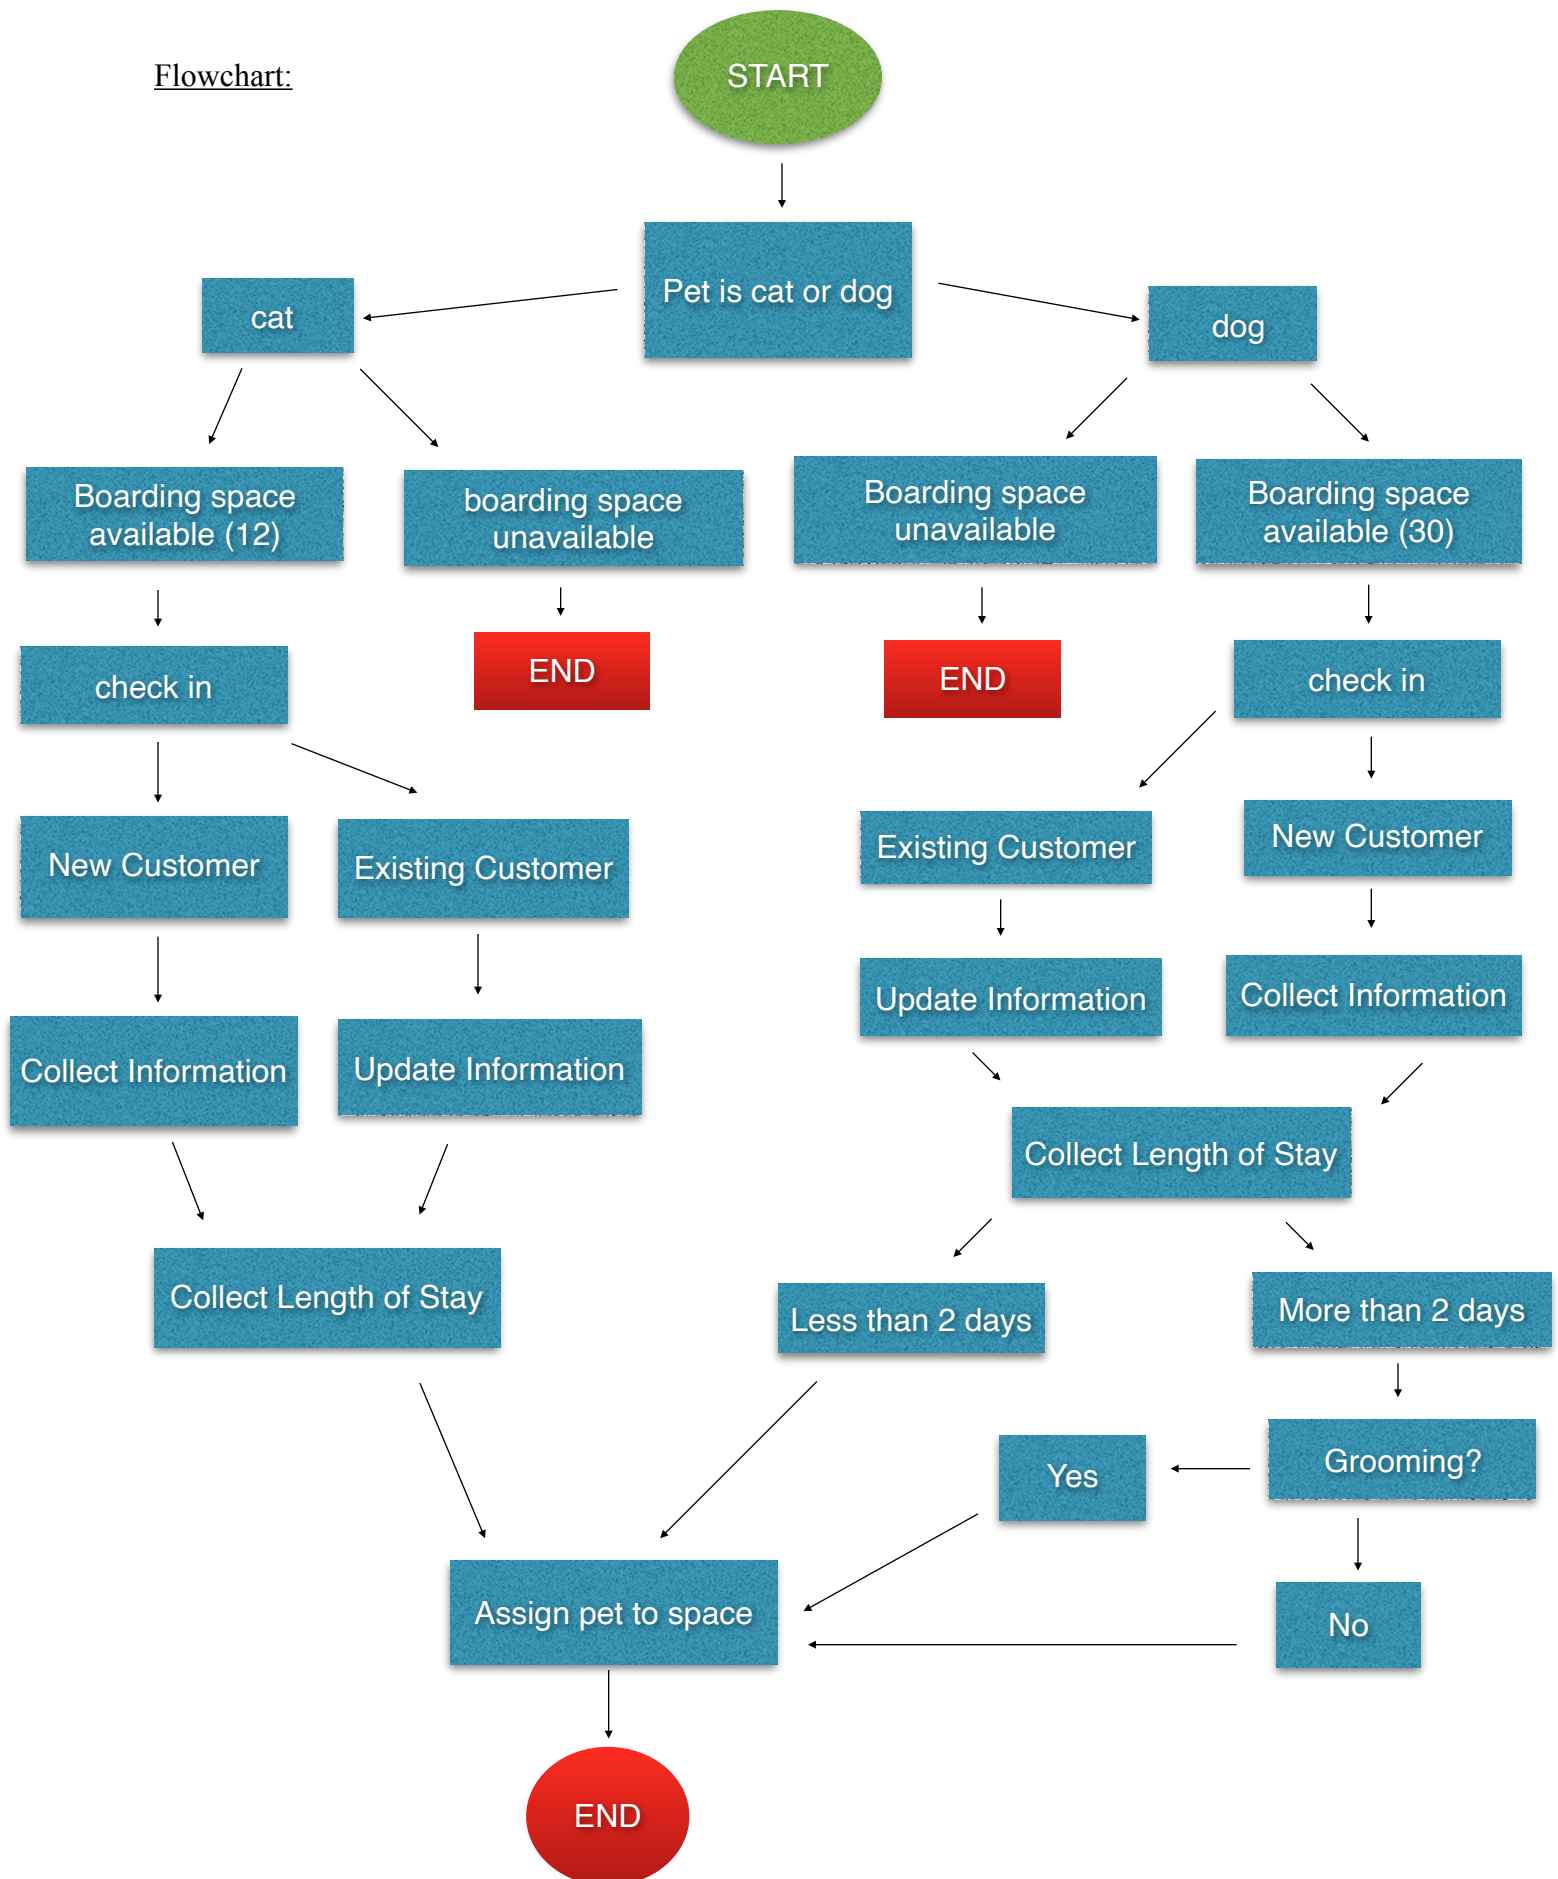 Flowchart:
START
Pet is cat or dog
cat
dog
Boarding space
available (12)
boarding space
unavailable
Boarding space
unavailable
Boarding space
available (30)
check in
END
END
check in
New Customer
Existing Customer
Existing Customer
New Customer
Collect Information
Update Information
Update Information
Collect Information
Collect Length of Stay
Collect Length of Stay
Less than 2 days
More than 2 days
Yes
Grooming?
Assign pet to space
No
END